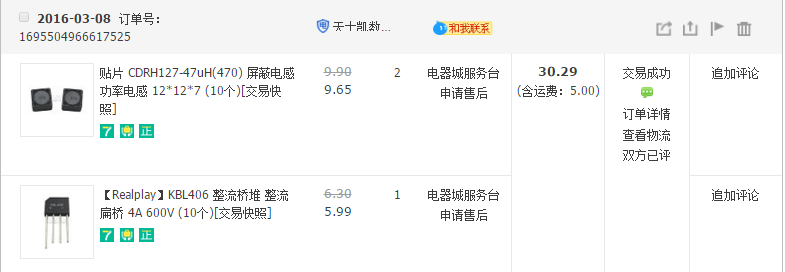 2016-03-08 订单号：
1695504966617525
天十凯数...
和我联系
贴片 CDRH127-47uH(470) 屏蔽电感
功率电感 12*12*7 (10个)[交易快
照]
7 正
9.90
9.65
2
电器城服务台
申请售后
30.29
(含运费：5.00)
交易成功
订单详情
查看物流
双方已评
追加评论
【Realplay】KBL406 整流桥堆 整流
扁桥 4A 600V (10个)[交易快照]
7 正
6.30
5.99
1
电器城服务台
申请售后
追加评论